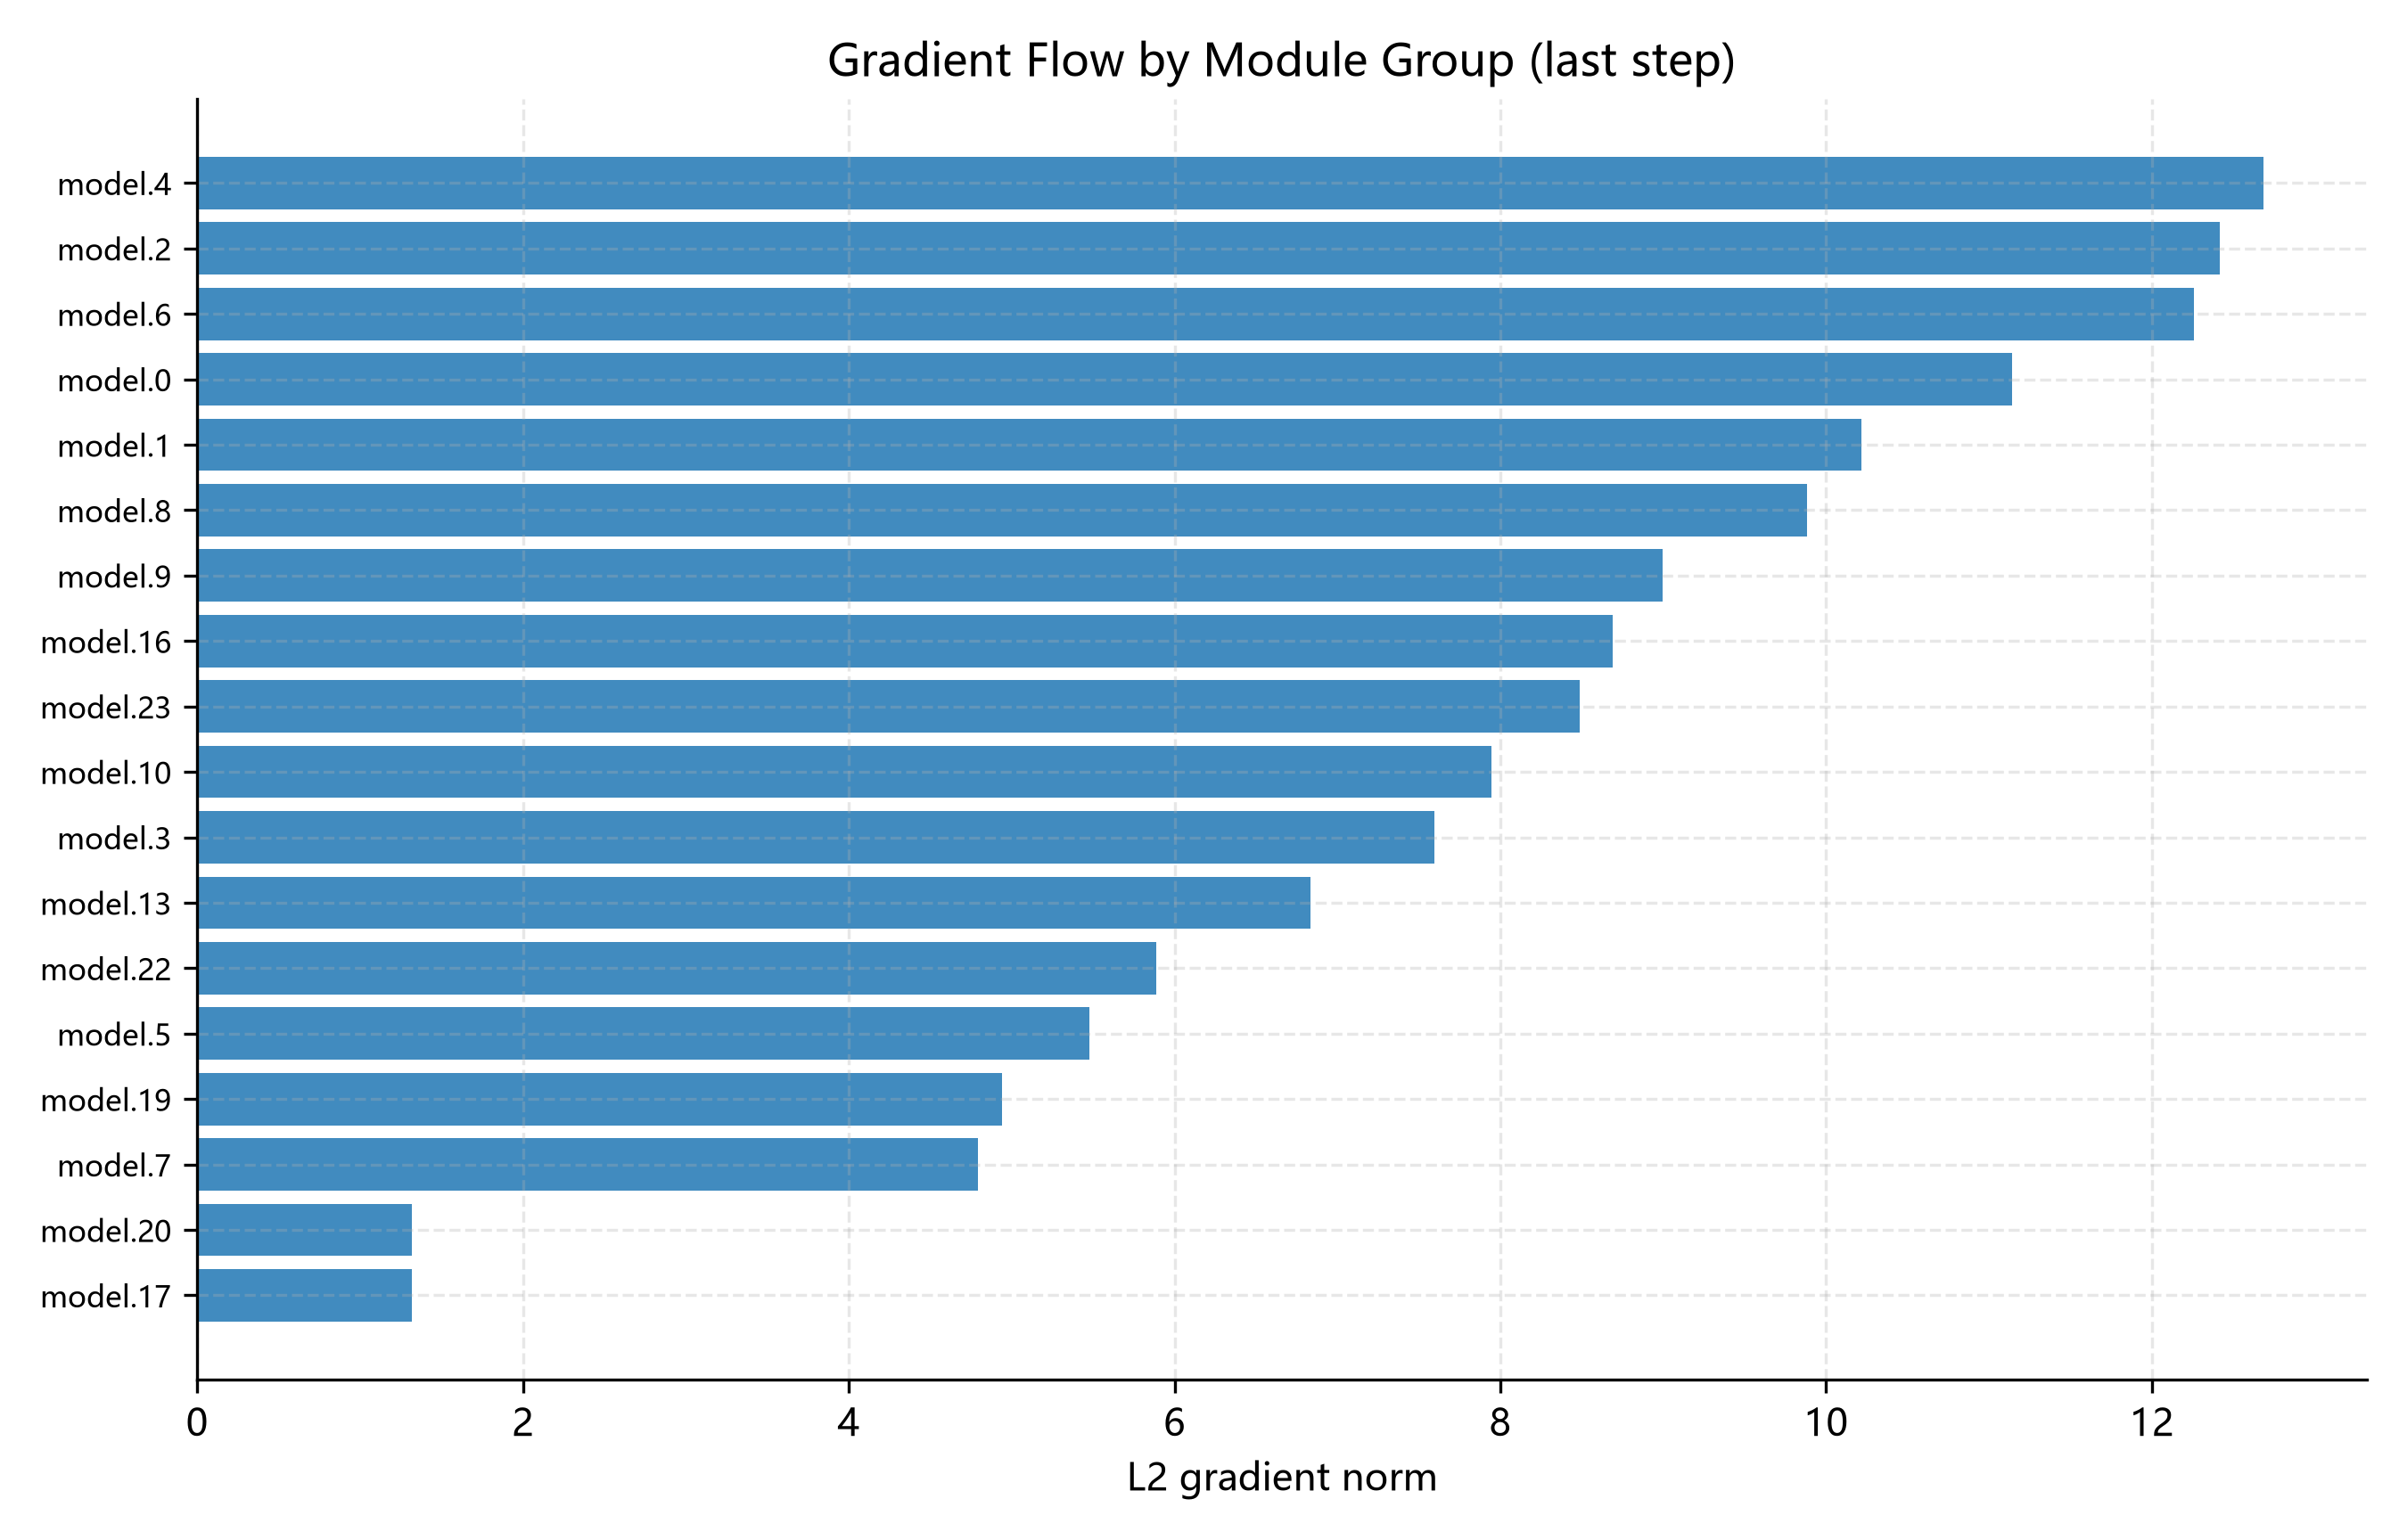 Gradient Flow by Module Group (last step)
model.4
model.2
model.6
model.0
model.1
model.8
model.9
model.16
model.23
model.10
model.3
model.13
model.22
model.5
model.19
model.7
model.20
model.17
0 2 4 6 8 10 12
L2 gradient norm